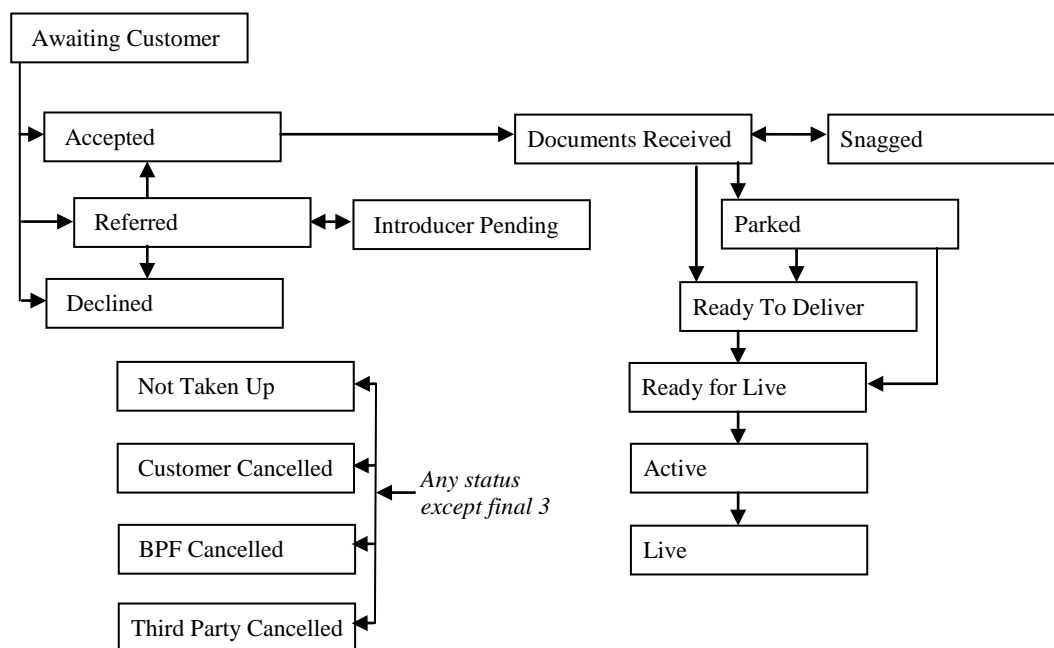 Awaiting Customer
Accepted
Documents Received
Snagged
Referred
Introducer Pending
Parked
Declined
Ready To Deliver
Not Taken Up
Ready for Live
Customer Cancelled
Any status
except final 3
Active
BPF Cancelled
Live
Third Party Cancelled